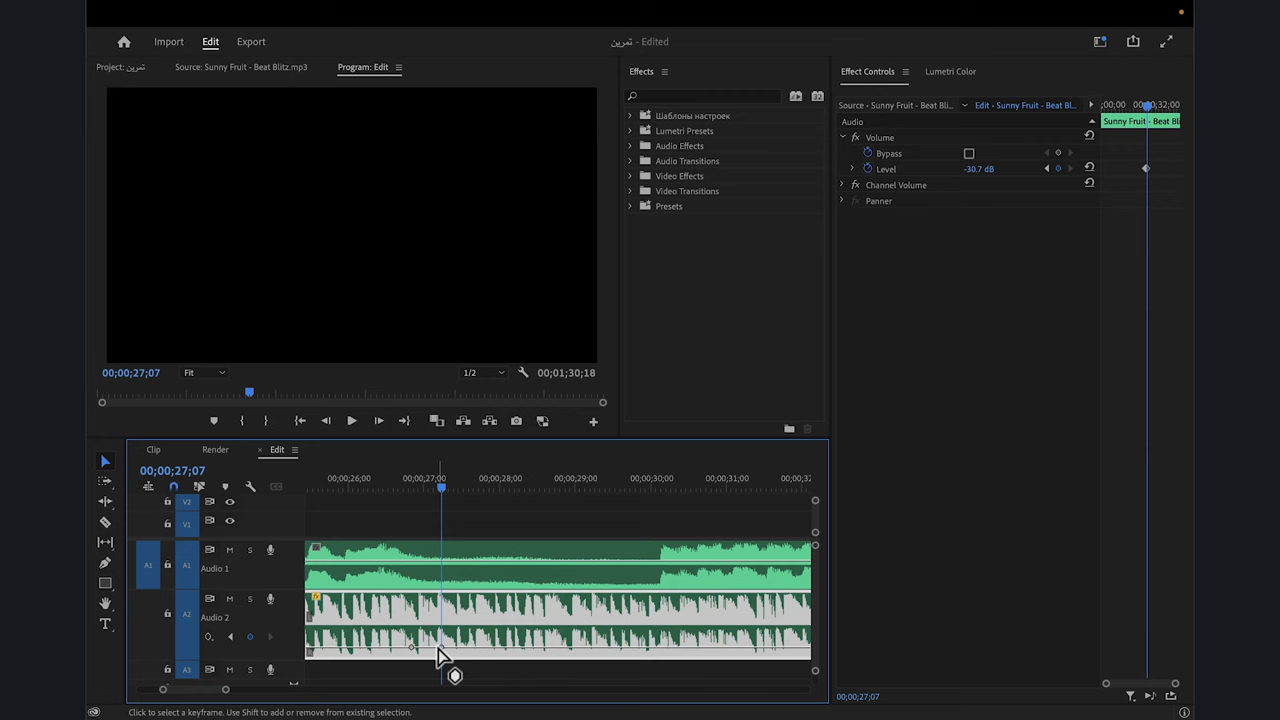 Import
Edit
Export
تمرين - Edited
Project: تمرين
Source: Sunny Fruit - Beat Blitz.mp3
Program: Edit
Effects
Effect Controls
Lumetri Color
Source · Sunny Fruit - Beat Bli...
Edit · Sunny Fruit - Beat Bl...
;00;00
00;00;32;00
Audio
Sunny Fruit - Beat Bli
fx Volume
Bypass
fx Level
-30.7 dB
fx Channel Volume
fx Panner
Шаблоны настроек
Lumetri Presets
Audio Effects
Audio Transitions
Video Effects
Video Transitions
Presets
00;00;27;07
Fit
1/2
00;01;30;18
Clip
Render
Edit
00;00;27;07
00;00;26;00
00;00;27;00
00;00;28;00
00;00;29;00
00;00;30;00
00;00;31;00
00;00;32
V2
V1
A1
A1
M
S
Audio 1
A2
M
S
Audio 2
A3
M
S
00;00;27;07
Click to select a keyframe. Use Shift to add or remove from existing selection.